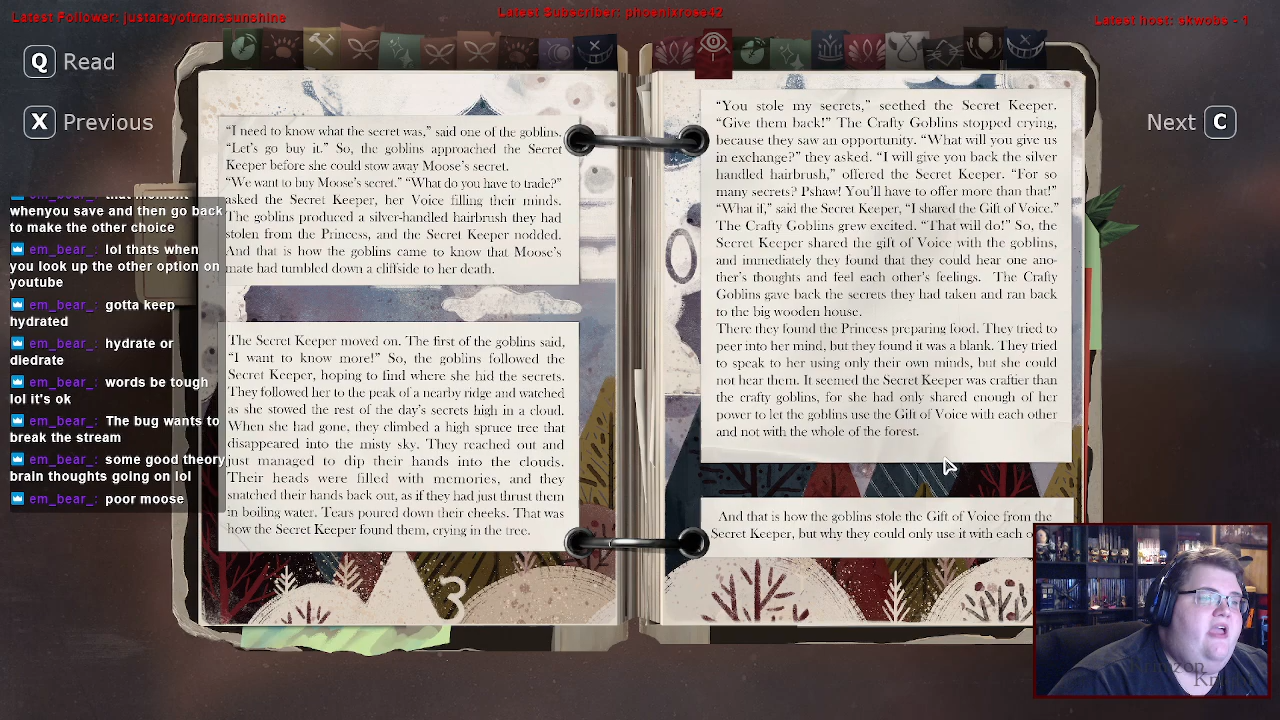 Latest Follower: justarayoftranssunshine
Latest Subscriber: phoenixrose42
Latest host: skwobs - 1
Q Read
X Previous
Next C
that moment
whenyou save and then go back
to make the other choice
em_bear_: lol thats when
you look up the other option on
youtube
em_bear_: gotta keep
hydrated
em_bear_: hydrate or
diedrate
em_bear_: words be tough
lol it's ok
em_bear_: The bug wants to
break the stream
em_bear_: some good theory
brain thoughts going on lol
em_bear_: poor moose
“I need to know what the secret was,” said one of the goblins.
“Let’s go buy it.” So, the goblins approached the Secret
Keeper before she could stow away Moose’s secret.
“We want to buy Moose’s secret.” “What do you have to trade?”
asked the Secret Keeper, her Voice filling their minds.
The goblins produced a silver-handled hairbrush they had
stolen from the Princess, and the Secret Keeper nodded.
And that is how the goblins came to know that Moose’s
mate had tumbled down a cliffside to her death.
The Secret Keeper moved on. The first of the goblins said,
“I want to know more!” So, the goblins followed the
Secret Keeper, hoping to find where she hid the secrets.
They followed her to the peak of a nearby ridge and watched
as she stowed the rest of the day’s secrets high in a cloud.
When she had gone, they climbed a high spruce tree that
disappeared into the misty sky. They reached out and
just managed to dip their hands into the clouds.
Their heads were filled with memories, and they
snatched their hands back out, as if they had just thrust them
in boiling water. Tears poured down their cheeks. That was
how the Secret Keeper found them, crying in the tree.
“You stole my secrets,” seethed the Secret Keeper.
“Give them back!” The Crafty Goblins stopped crying,
because they saw an opportunity. “What will you give us
in exchange?” they asked. “I will give you back the silver
handled hairbrush,” offered the Secret Keeper. “For so
many secrets? Pshaw! You’ll have to offer more than that!”
“What if,” said the Secret Keeper, “I shared the Gift of Voice.”
The Crafty Goblins grew excited. “That will do!” So, the
Secret Keeper shared the gift of Voice with the goblins,
and immediately they found that they could hear one ano-
ther’s thoughts and feel each other’s feelings. The Crafty
Goblins gave back the secrets they had taken and ran back
to the big wooden house.
There they found the Princess preparing food. They tried to
peer into her mind, but they found it was a blank. They tried
to speak to her using only their own minds, but she could
not hear them. It seemed the Secret Keeper was craftier than
the crafty goblins, for she had only shared enough of her
power to let the goblins use the Gift of Voice with each other
and not with the whole of the forest.
And that is how the goblins stole the Gift of Voice from the
Secret Keeper, but why they could only use it with each o